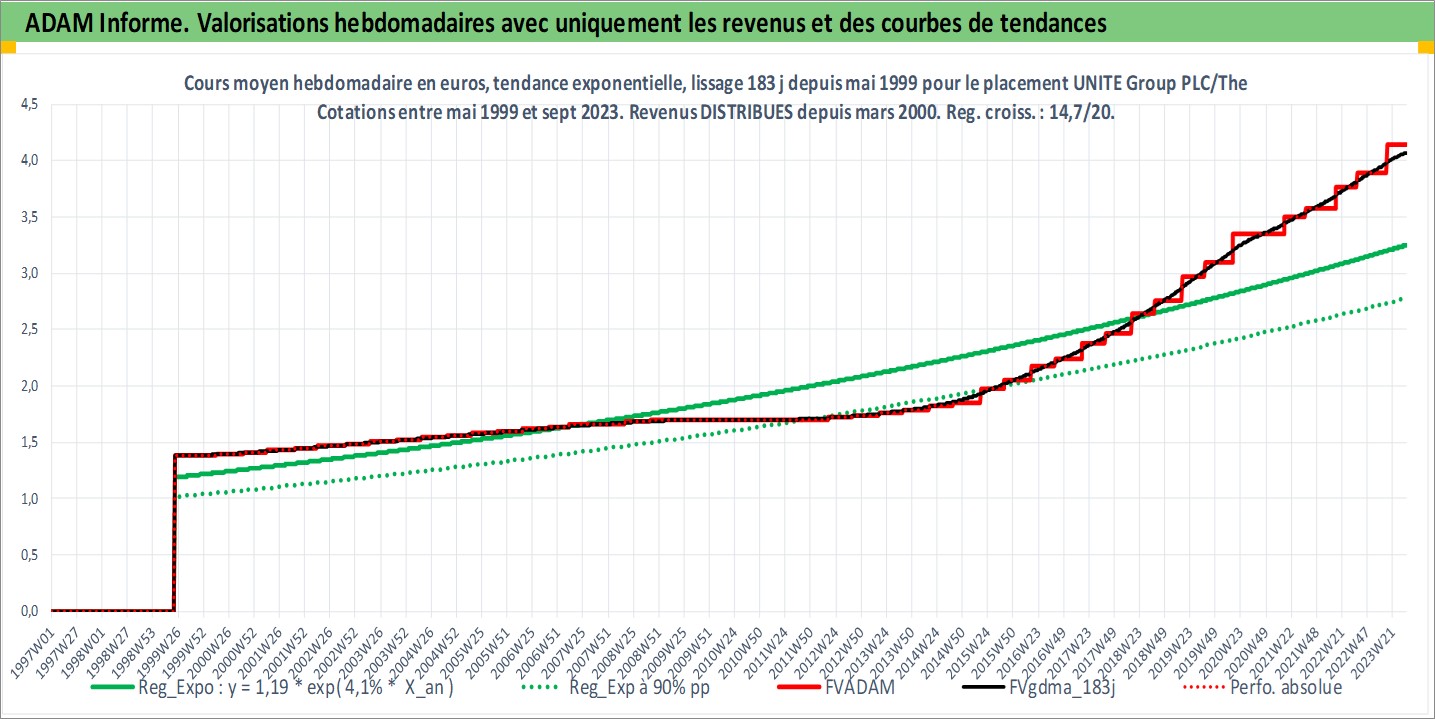 ADAM Informe. Valorisations hebdomadaires avec uniquement les revenus et des courbes de tendances
Cours moyen hebdomadaire en euros, tendance exponentielle, lissage 183 j depuis mai 1999 pour le placement UNITE Group PLC/The
Cotations entre mai 1999 et sept 2023. Revenus DISTRIBUES depuis mars 2000. Reg. croiss. : 14,7/20.
4,5
4,0
3,5
3,0
2,5
2,0
1,5
1,0
0,5
0,0
1997W01
1997W27
1998W01
1998W27
1998W53
1999W26
1999W52
2000W26
2000W52
2001W26
2001W52
2002W26
2002W52
2003W26
2003W52
2004W26
2004W52
2005W25
2005W51
2006W25
2006W51
2007W25
2007W51
2008W25
2008W51
2009W25
2009W51
2010W24
2010W50
2011W24
2011W50
2012W24
2012W50
2013W24
2013W50
2014W24
2014W50
2015W24
2015W50
2016W23
2016W49
2017W23
2017W49
2018W23
2018W49
2019W23
2019W49
2020W23
2020W49
2021W22
2021W48
2022W21
2022W47
2023W21
Reg_Expo : y = 1,19 * exp( 4,1% * X_an )
Reg_Exp à 90% pp
FVADAM
FVgdma_183j
Perfo. absolue